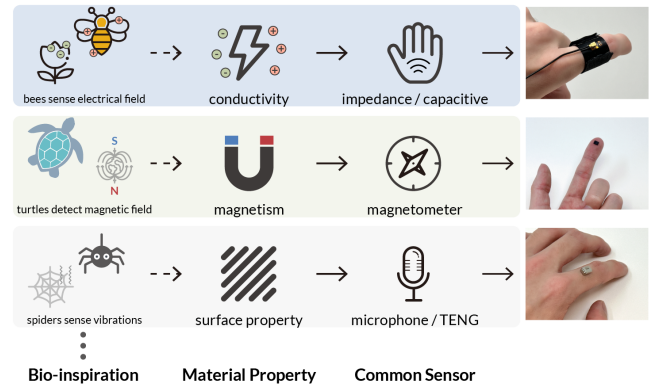 bees sense electrical field
conductivity
impedance / capacitive
S
N
turtles detect magnetic field
magnetism
magnetometer
spiders sense vibrations
surface property
microphone / TENG
Bio-inspiration
Material Property
Common Sensor